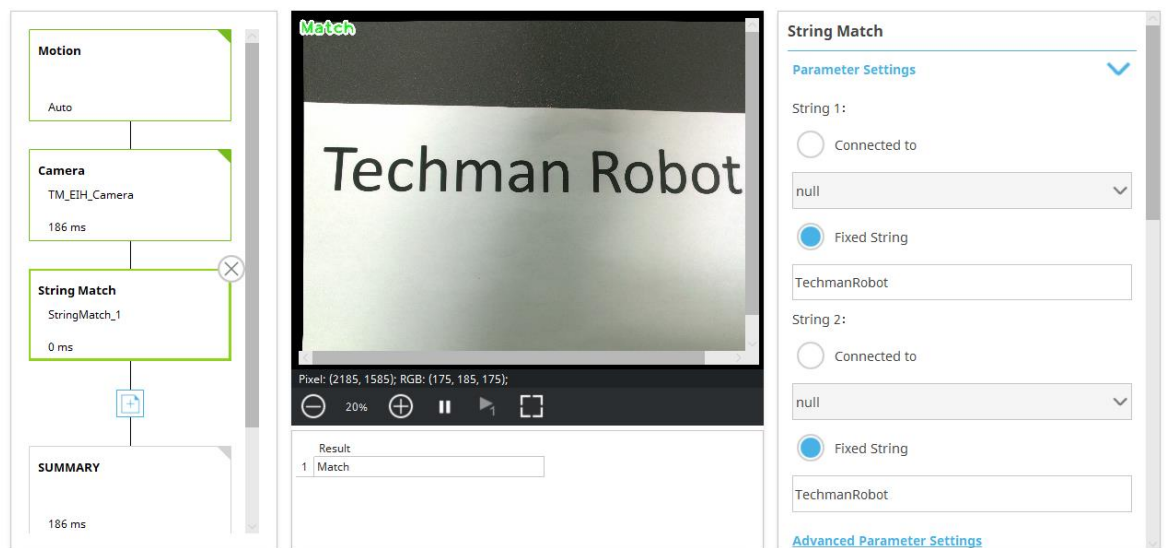 Motion
Auto
Camera
TM_EIH_Camera
186 ms
String Match
StringMatch_1
0 ms
SUMMARY
186 ms
Match
Techman Robot
Pixel: (2185, 1585); RGB: (175, 185, 175);
20%
1
Result
1 Match
String Match
Parameter Settings
String 1:
Connected to
null
Fixed String
TechmanRobot
String 2:
Connected to
null
Fixed String
TechmanRobot
Advanced Parameter Settings